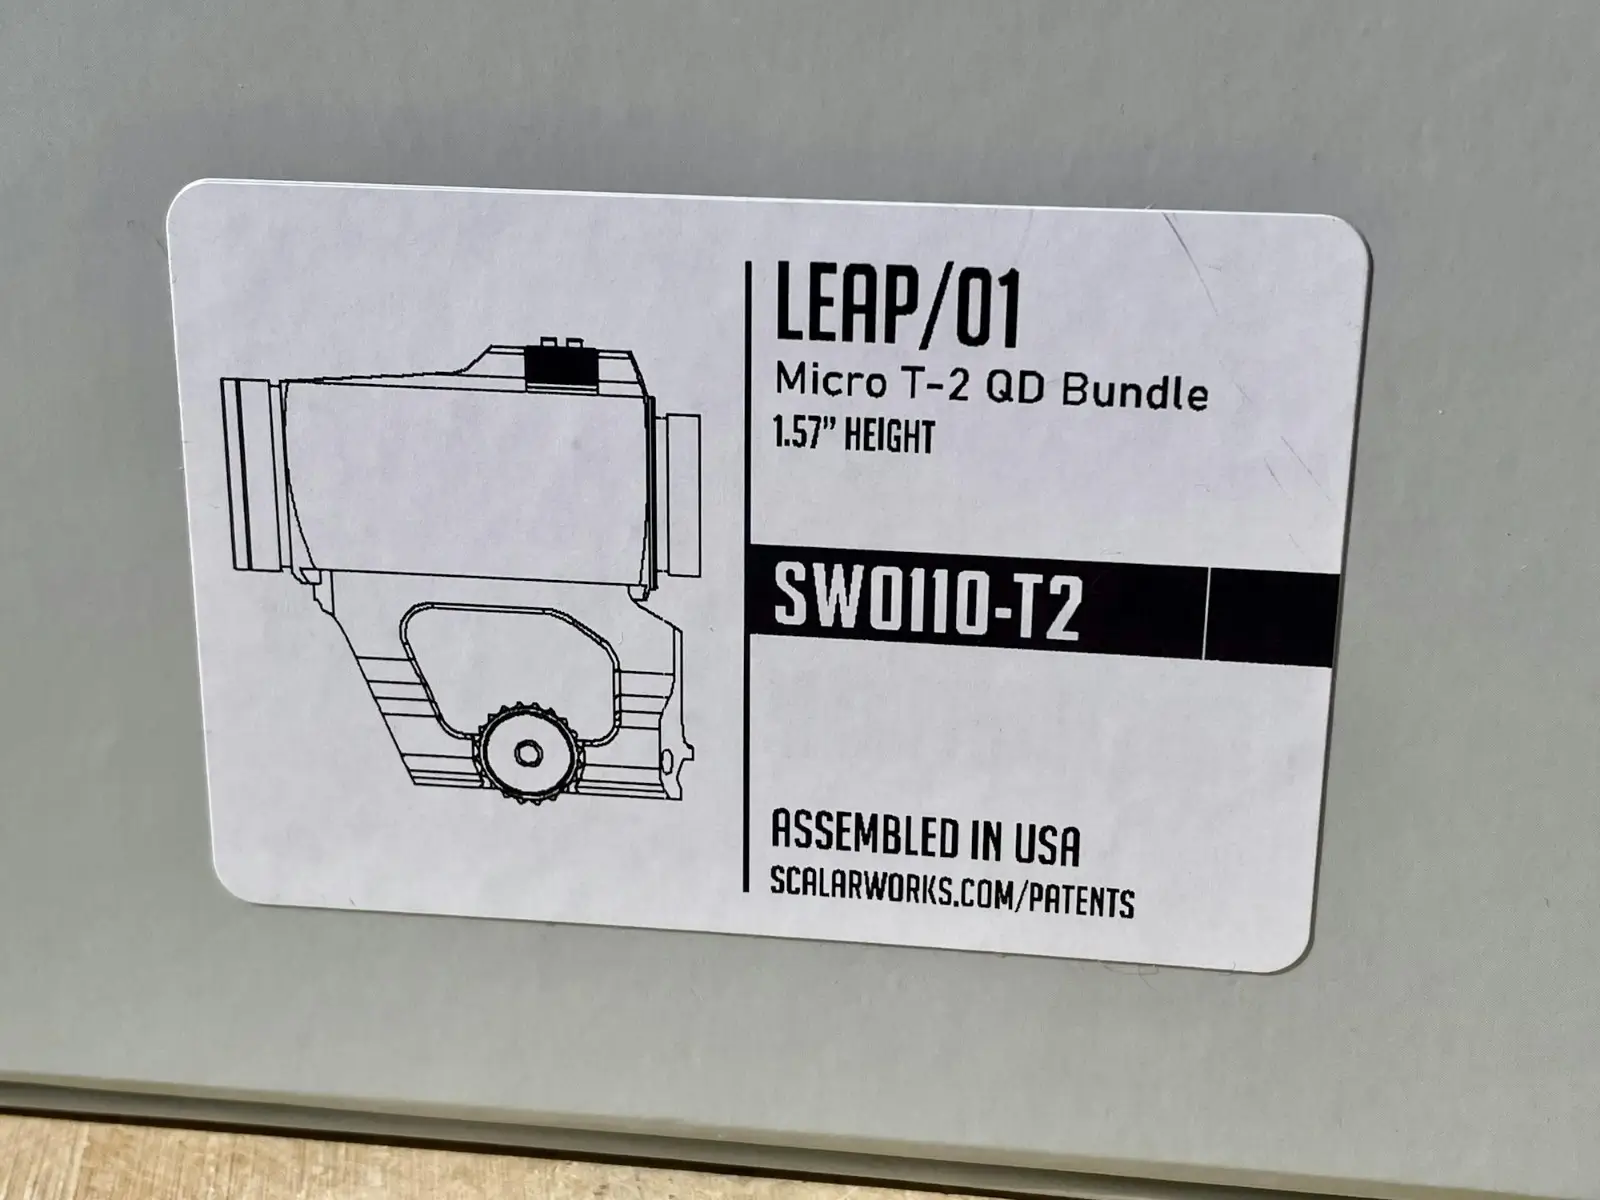 LEAP/01
Micro T-2 QD Bundle
1.57” HEIGHT
SW0110-T2
ASSEMBLED IN USA
SCALARWORKS.COM/PATENTS